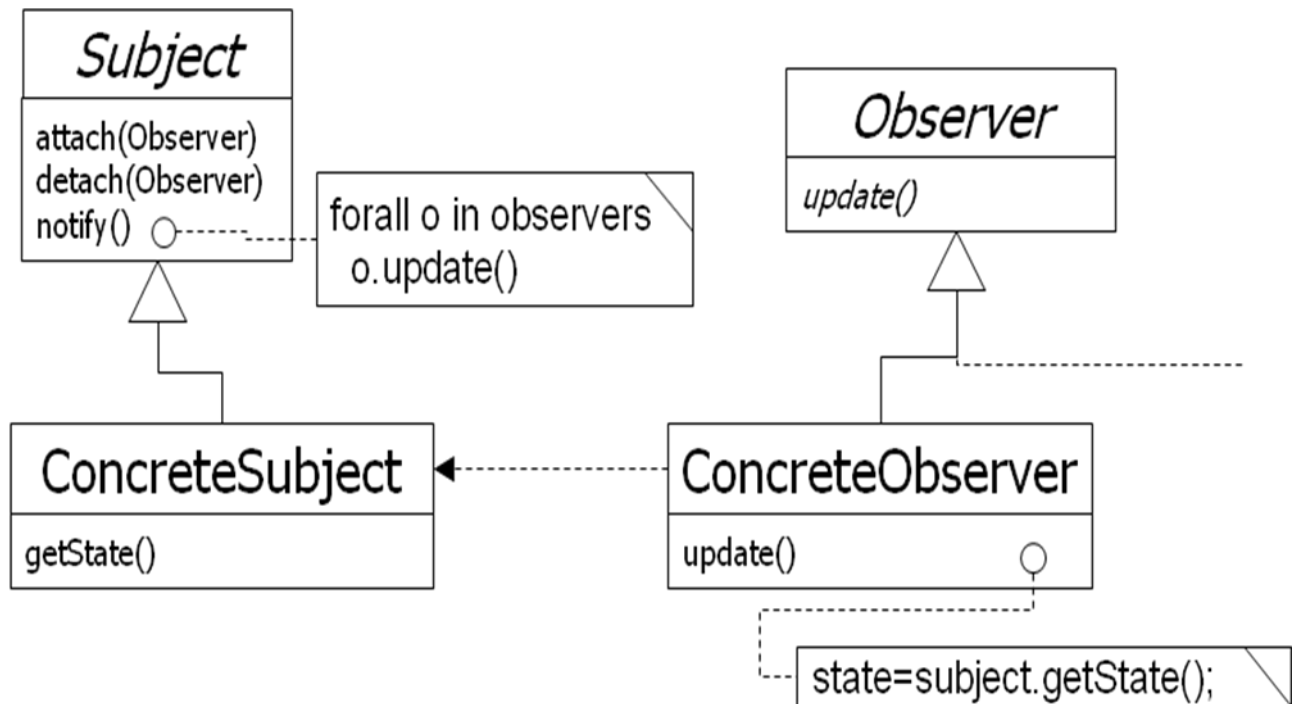 Subject
attach(Observer)
detach(Observer)
notify()
forall o in observers
o.update()
Observer
update()
ConcreteSubject
getState()
ConcreteObserver
update()
state=subject.getState();